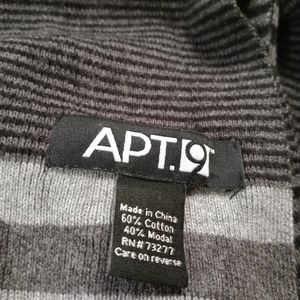 APT.9
Made in China
60% Cotton
40% Modal
RN# 73277
Care on reverse